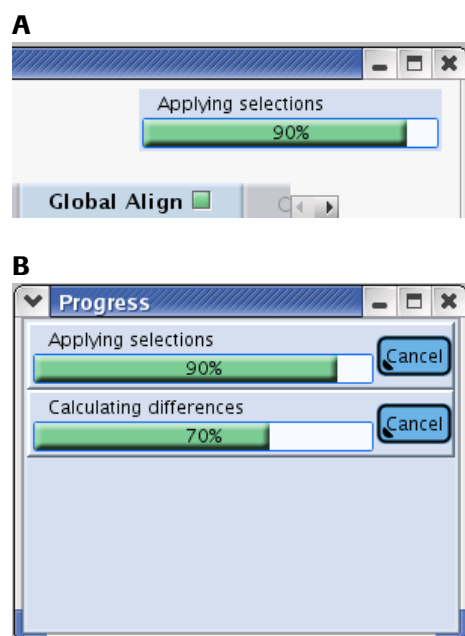 A
Applying selections
90%
Global Align
B
Progress
Applying selections
Cancel
90%
Calculating differences
Cancel
70%